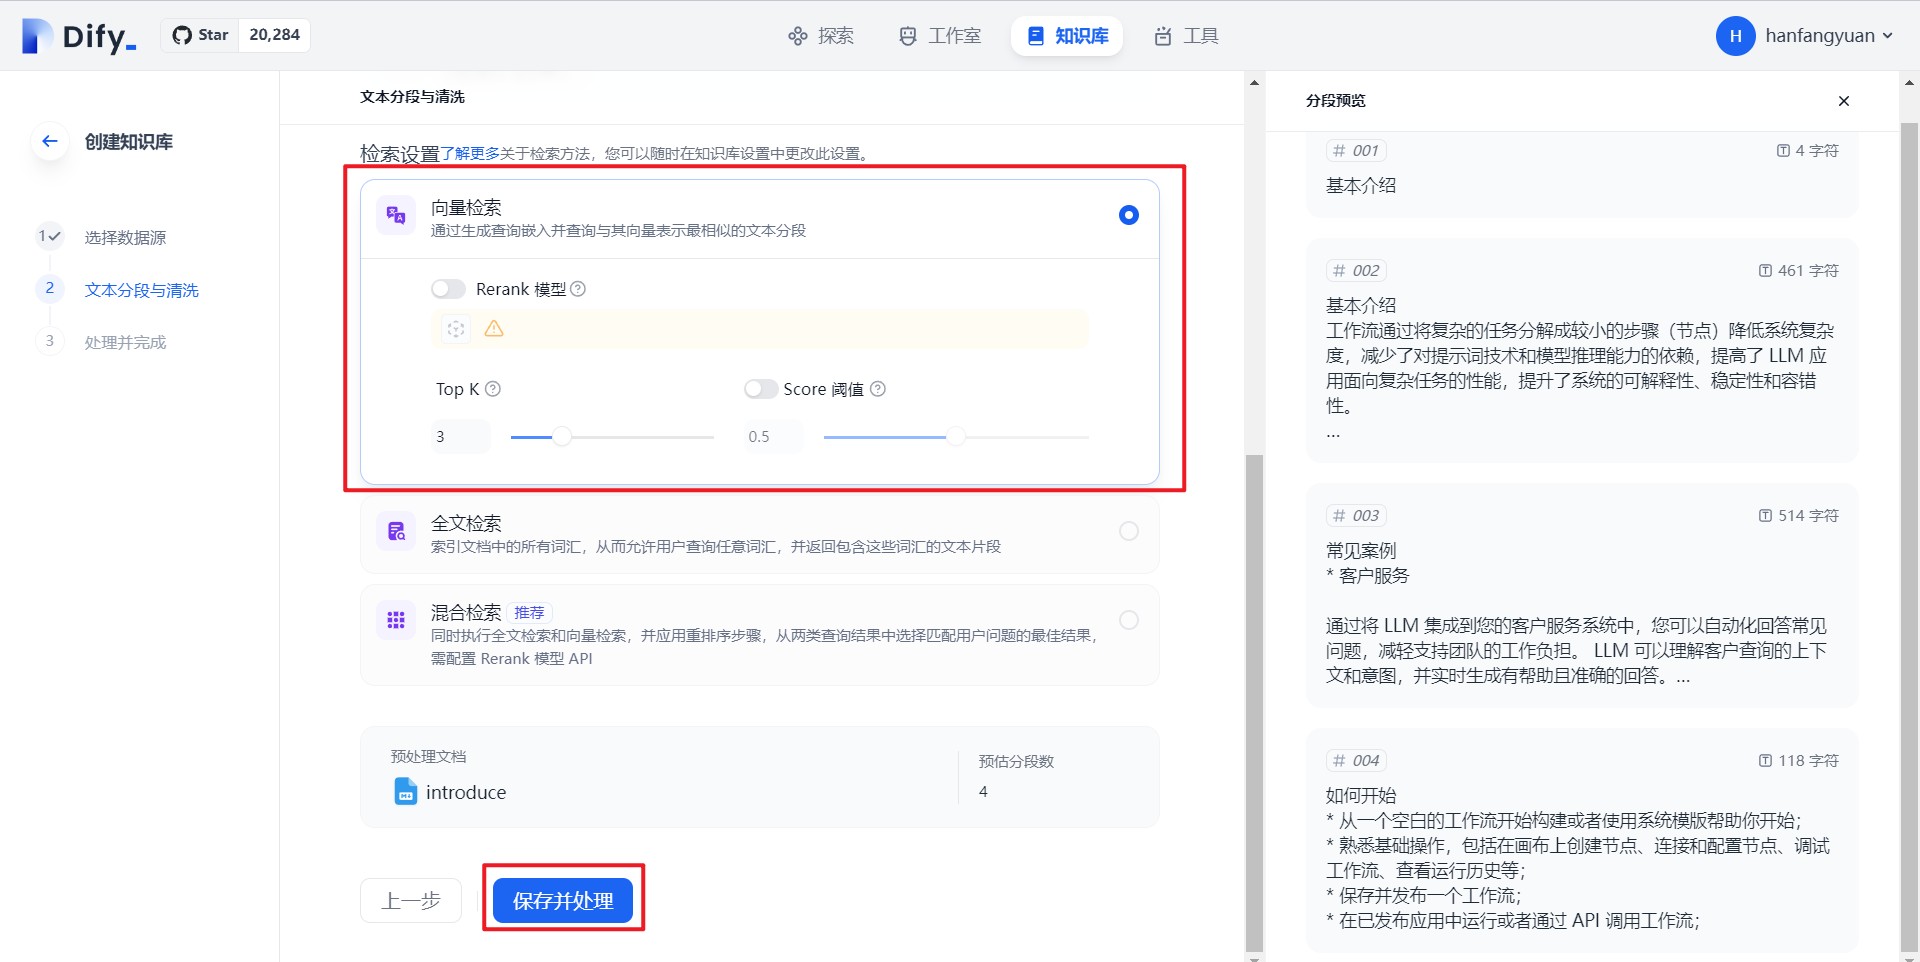 Dify_
Star 20,284
探索
工作室
知识库
工具
H hanfangyuan
创建知识库
1 选择数据源
2 文本分段与清洗
3 处理并完成
文本分段与清洗
检索设置了解更多关于检索方法，您可以随时在知识库设置中更改此设置。
向量检索
通过生成查询嵌入并查询与其向量表示最相似的文本分段
Rerank 模型
Top K
Score 阈值
3
0.5
全文检索
索引文档中的所有词汇，从而允许用户查询任意词汇，并返回包含这些词汇的文本片段
混合检索 推荐
同时执行全文检索和向量检索，并应用重排序步骤，从两类查询结果中选择匹配用户问题的最佳结果，
需配置 Rerank 模型 API
预处理文档
introduce
预估分段数
4
上一步
保存并处理
分段预览
# 001
4 字符
基本介绍
# 002
461 字符
基本介绍
工作流通过将复杂的任务分解成较小的步骤（节点）降低系统复杂
度，减少了对提示词技术和模型推理能力的依赖，提高了 LLM 应
用面向复杂任务的性能，提升了系统的可解释性、稳定性和容错
性。
...
# 003
514 字符
常见案例
* 客户服务
通过将 LLM 集成到您的客户服务系统中，您可以自动化回答常见
问题，减轻支持团队的工作负担。 LLM 可以理解客户查询的上下
文和意图，并实时生成有帮助且准确的回答。...
# 004
118 字符
如何开始
* 从一个空白的工作流开始构建或者使用系统模版帮助你开始；
* 熟悉基础操作，包括在画布上创建节点、连接和配置节点、调试
工作流、查看运行历史等；
* 保存并发布一个工作流；
* 在已发布应用中运行或者通过 API 调用工作流；